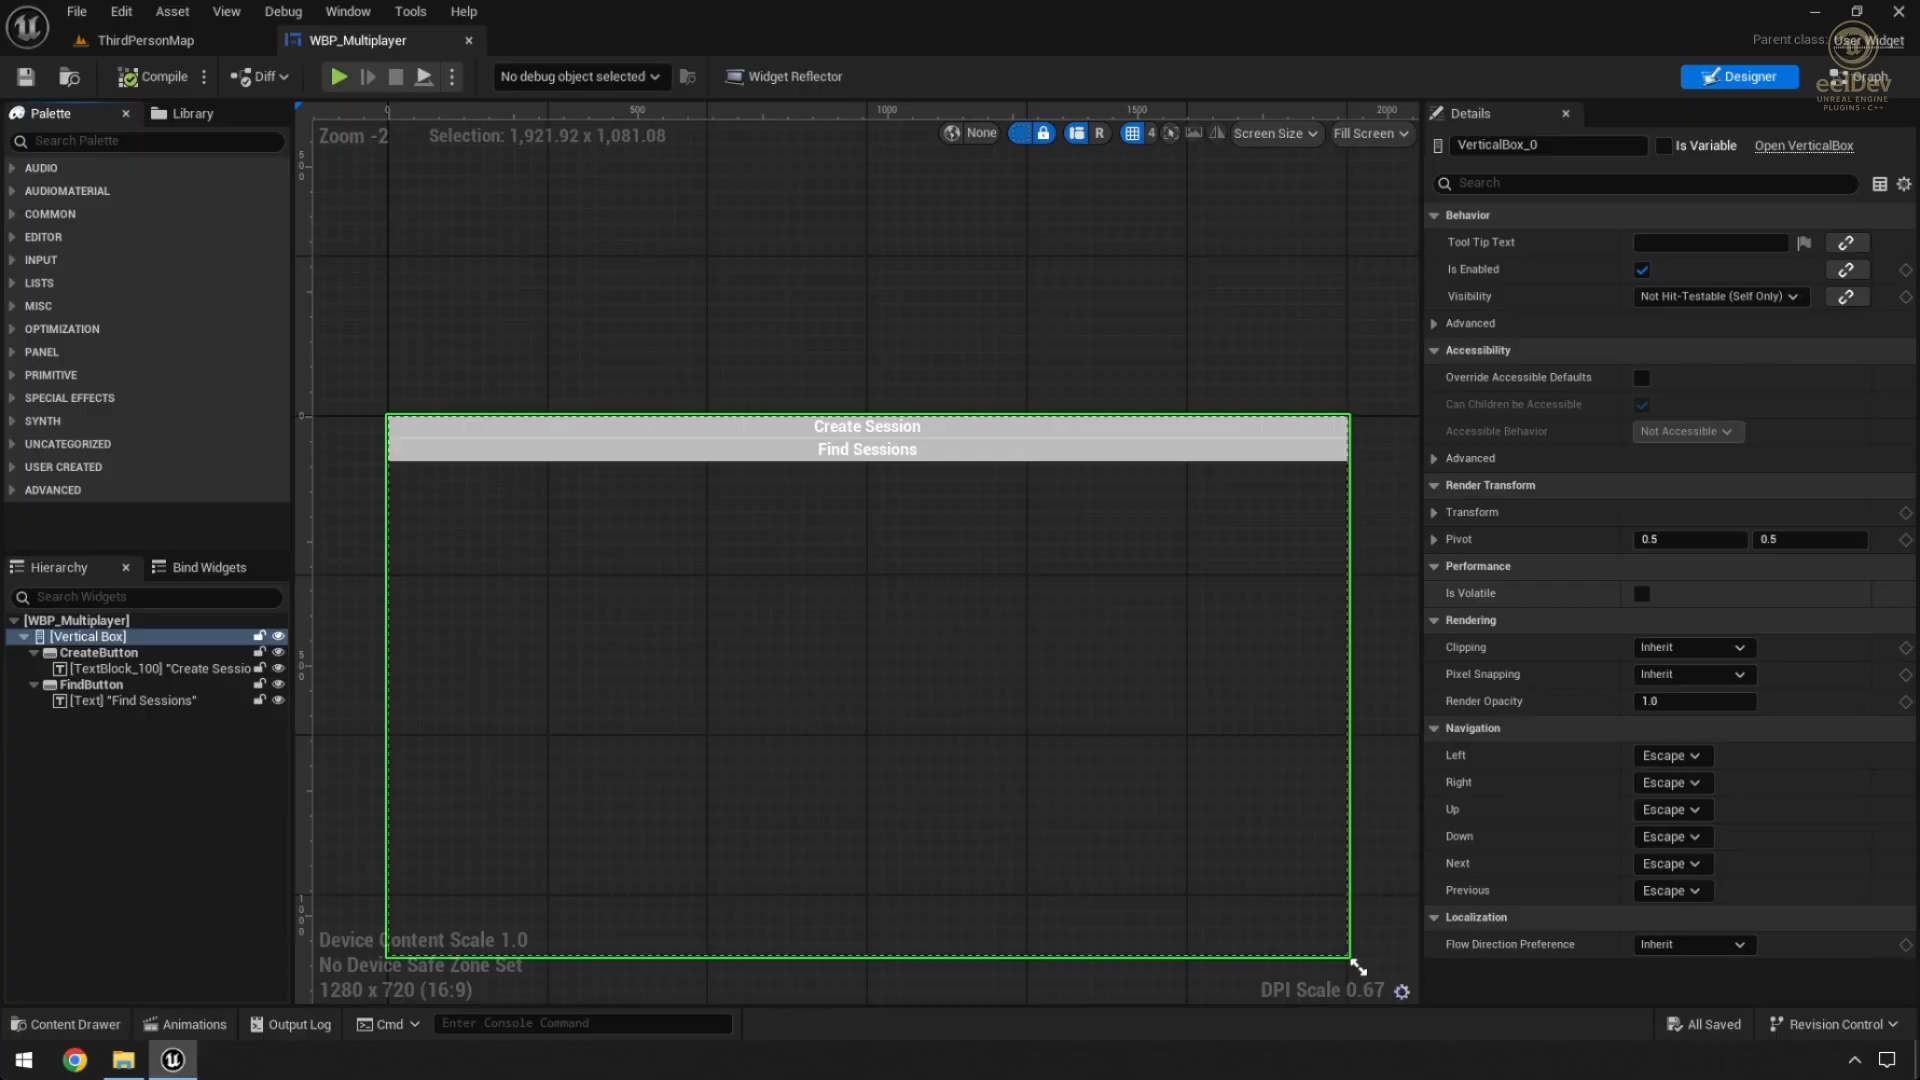 File Edit Asset View Debug Window Tools Help
ThirdPersonMap
WBP_Multiplayer
Parent class: User Widget
Compile
Diff
No debug object selected
Widget Reflector
Designer
Graph
eelDev
UNREAL ENGINE
PLUGINS - C++
Palette
Library
Search Palette
AUDIO
AUDIOMATERIAL
COMMON
EDITOR
INPUT
LISTS
MISC
OPTIMIZATION
PANEL
PRIMITIVE
SPECIAL EFFECTS
SYNTH
UNCATEGORIZED
USER CREATED
ADVANCED
Hierarchy
Bind Widgets
Search Widgets
[WBP_Multiplayer]
[Vertical Box]
CreateButton
[TextBlock_100] "Create Sessio
FindButton
[Text] "Find Sessions"
0 500 1000 1500 2000
Zoom -2
Selection: 1,921.92 x 1,081.08
None
R
4
Screen Size
Fill Screen
500
0
500
1000
Create Session
Find Sessions
Device Content Scale 1.0
No Device Safe Zone Set
1280 x 720 (16:9)
DPI Scale 0.67
Details
VerticalBox_0
Is Variable
Open VerticalBox
Search
Behavior
Tool Tip Text
Is Enabled
Visibility Not Hit-Testable (Self Only)
Advanced
Accessibility
Override Accessible Defaults
Can Children be Accessible
Accessible Behavior Not Accessible
Advanced
Render Transform
Transform
Pivot 0.5 0.5
Performance
Is Volatile
Rendering
Clipping Inherit
Pixel Snapping Inherit
Render Opacity 1.0
Navigation
Left Escape
Right Escape
Up Escape
Down Escape
Next Escape
Previous Escape
Localization
Flow Direction Preference Inherit
Content Drawer
Animations
Output Log
Cmd
Enter Console Command
All Saved
Revision Control